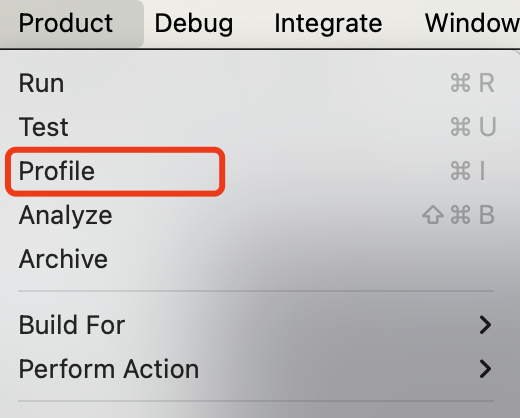 Product Debug Integrate Window
Run ⌘ R
Test ⌘ U
Profile ⌘ I
Analyze ⇧ ⌘ B
Archive
Build For
Perform Action